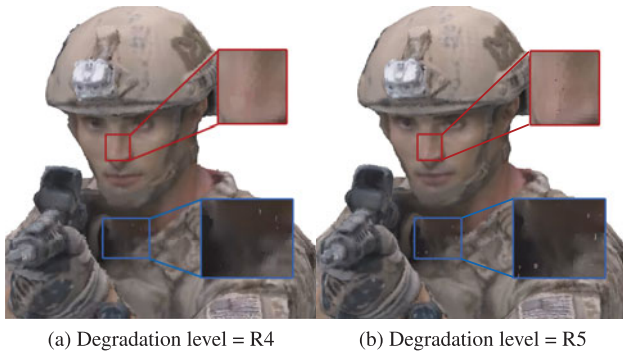 (a) Degradation level = R4
(b) Degradation level = R5